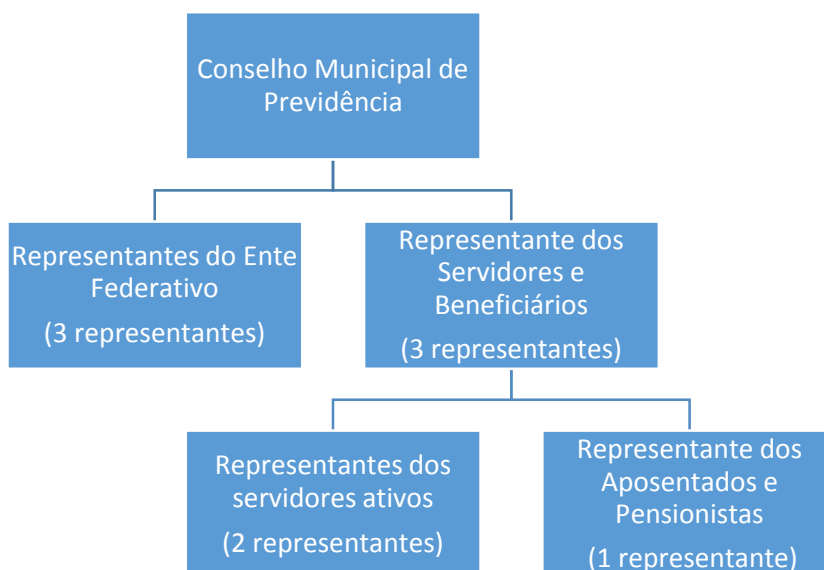 Conselho Municipal de
Previdência
Representantes do Ente
Federativo
(3 representantes)
Representante dos
Servidores e
Beneficiários
(3 representantes)
Representantes dos
servidores ativos
(2 representantes)
Representante dos
Aposentados e
Pensionistas
(1 representante)